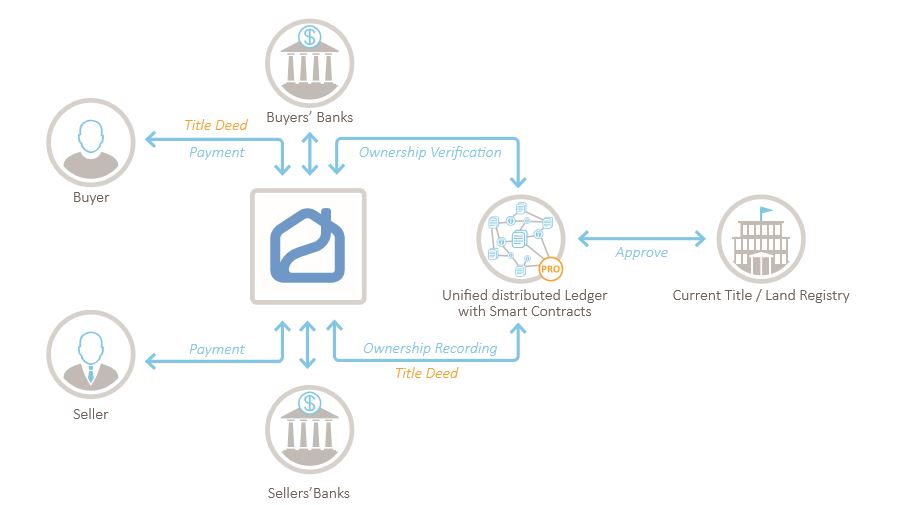 $
Buyers' Banks
Title Deed
Payment
Ownership Verification
Buyer
PRO
Approve
Unified distributed Ledger
with Smart Contracts
Current Title / Land Registry
Payment
Ownership Recording
Title Deed
Seller
$
Sellers'Banks